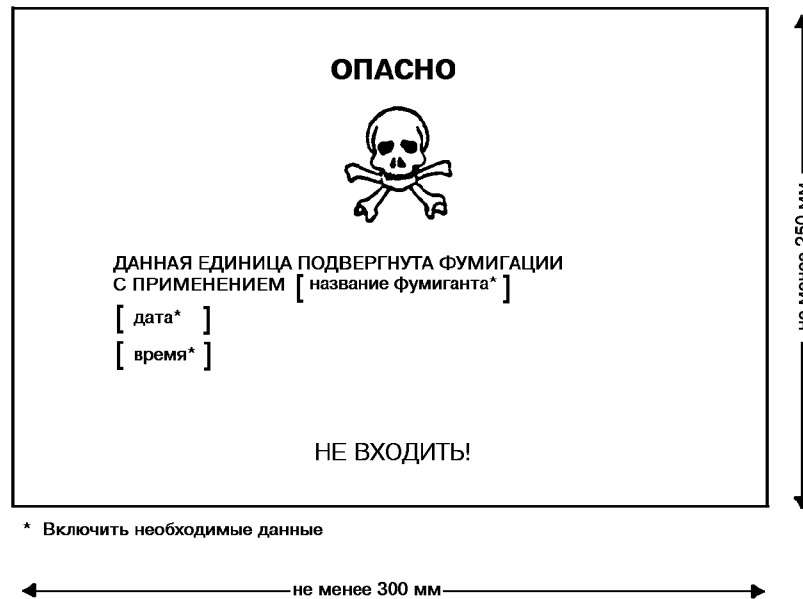 ОПАСНО
ДАННАЯ ЕДИНИЦА ПОДВЕРГНУТА ФУМИГАЦИИ
С ПРИМЕНЕНИЕМ [ название фумиганта* ]
[ дата* ]
[ время* ]
НЕ ВХОДИТЬ!
* Включить необходимые данные
не менее 300 мм
не менее 250 мм